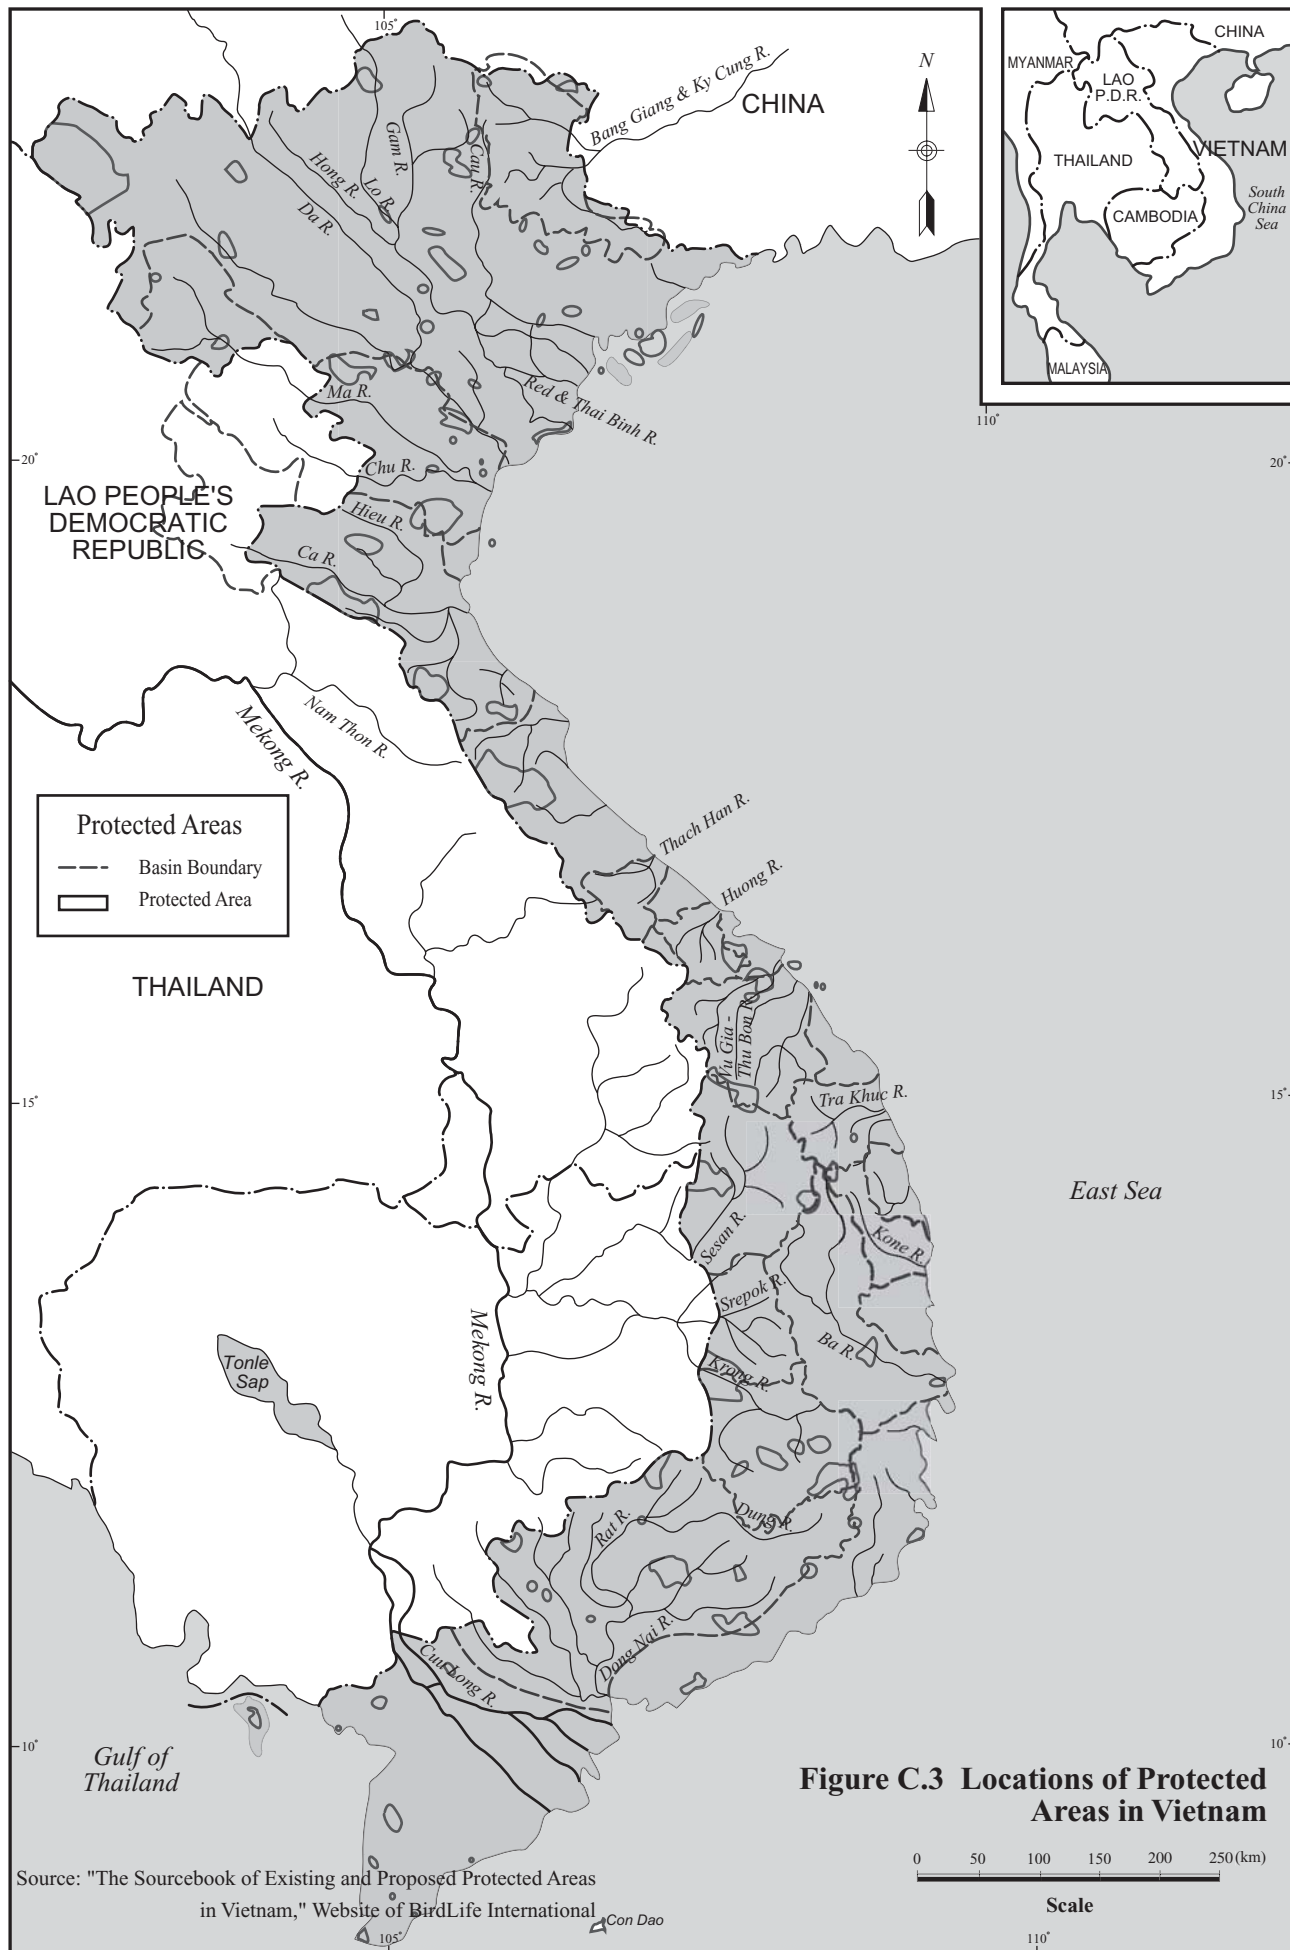 105°
N
CHINA
Bang Giang & Ky Cung R.
Gam R.
Cau R.
Hong R.
Lo R.
Da R.
CHINA
MYANMAR
LAO
P.D.R.
VIETNAM
THAILAND
CAMBODIA
South
China
Sea
MALAYSIA
110°
Red & Thai Binh R.
Ma R.
20°
20°
Chu R.
LAO PEOPLE'S
DEMOCRATIC
REPUBLIC
Hieu R.
Ca R.
Nam Thon R.
Mekong R.
Protected Areas
Basin Boundary
Protected Area
Thach Han R.
Huong R.
THAILAND
Vu Gia -
Thu Bon R.
15°
15°
Tra Khuc R.
East Sea
Sesan R.
Kone R.
Srepok R.
Mekong R.
Ba R.
Tonle
Sap
Krong R.
Rat R.
Dung R.
Dong Nai R.
Cuu Long R.
10°
10°
Gulf of
Thailand
Figure C.3 Locations of Protected
Areas in Vietnam
0 50 100 150 200 250 (km)
Scale
Source: "The Sourcebook of Existing and Proposed Protected Areas
in Vietnam," Website of BirdLife International
Con Dao
105°
110°